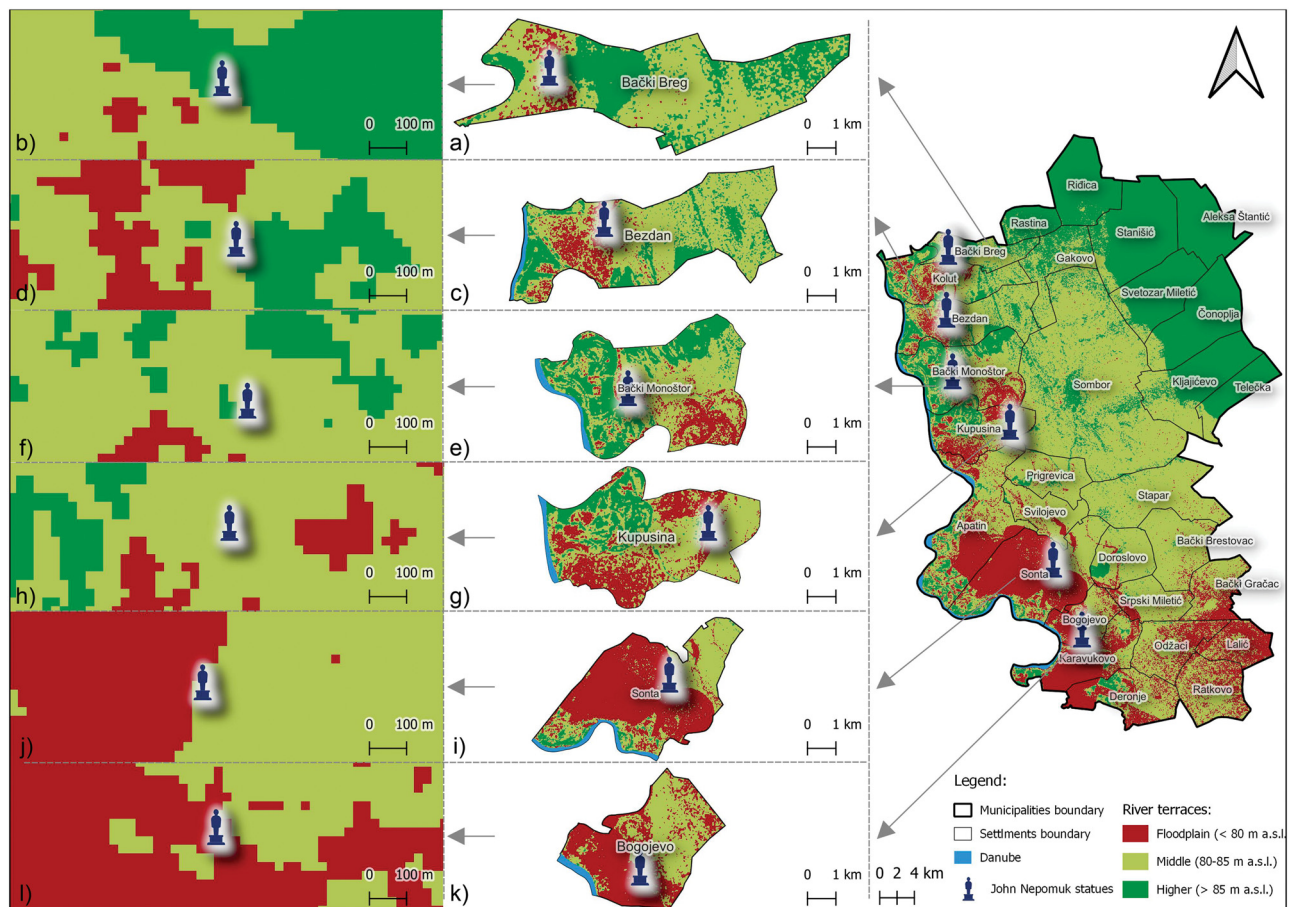 b)
0 100 m
Bački Breg
a)
0 1 km
d)
0 100 m
Bezdan
c)
0 1 km
f)
0 100 m
Bački Monoštor
e)
0 1 km
h)
0 100 m
Kupusina
g)
0 1 km
j)
0 100 m
Sonta
i)
0 1 km
l)
0 100 m
Bogojevo
k)
0 1 km
Riđica
Rastina
Aleksa Štantić
Stanišić
Bački Breg
Gakovo
Kolut
Svetozar Miletić
Bezdan
Čonoplja
Bački Monoštor
Sombor
Kljajićevo
Telečka
Kupusina
Prigrevica
Stapar
Apatin
Svilojevo
Bački Brestovac
Doroslovo
Sonta
Bački Gračac
Srpski Miletić
Bogojevo
Odžaci
Lalić
Karavukovo
Deronje
Ratkovo
Legend:
Municipalities boundary
Settlments boundary
Danube
John Nepomuk statues
River terraces:
Floodplain (< 80 m a.s.l.)
Middle (80-85 m a.s.l.)
Higher (> 85 m a.s.l.)
0 2 4 km